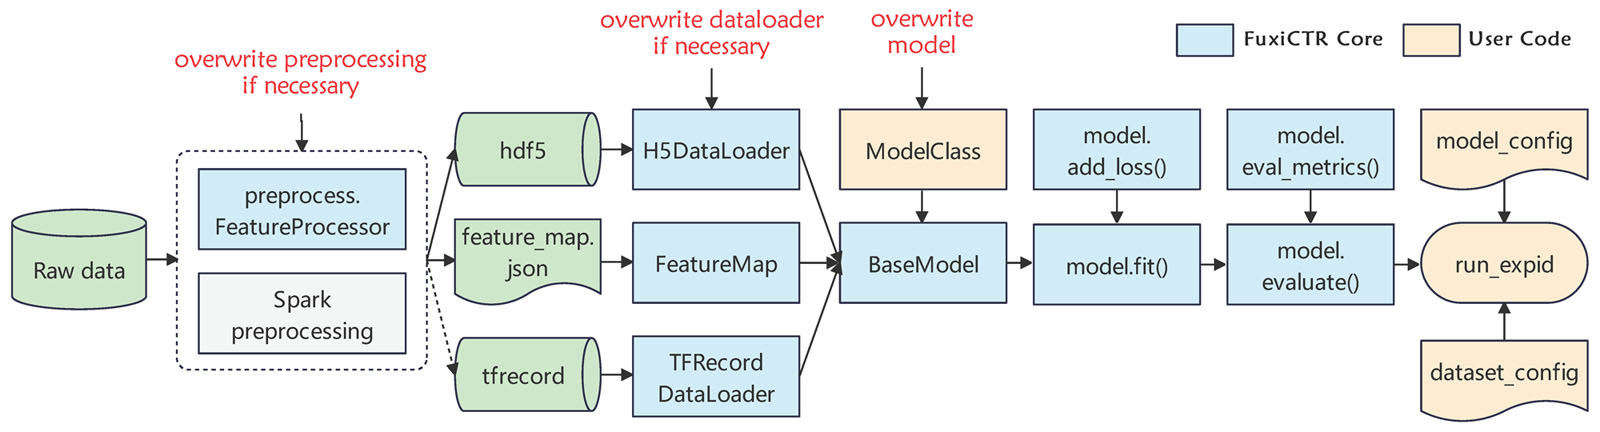 overwrite preprocessing
if necessary
overwrite dataloader
if necessary
overwrite
model
FuxiCTR Core
User Code
Raw data
preprocess.
FeatureProcessor
Spark
preprocessing
hdf5
feature_map.
json
tfrecord
H5DataLoader
FeatureMap
TFRecord
DataLoader
ModelClass
BaseModel
model.
add_loss()
model.fit()
model.
eval_metrics()
model.
evaluate()
model_config
run_expid
dataset_config